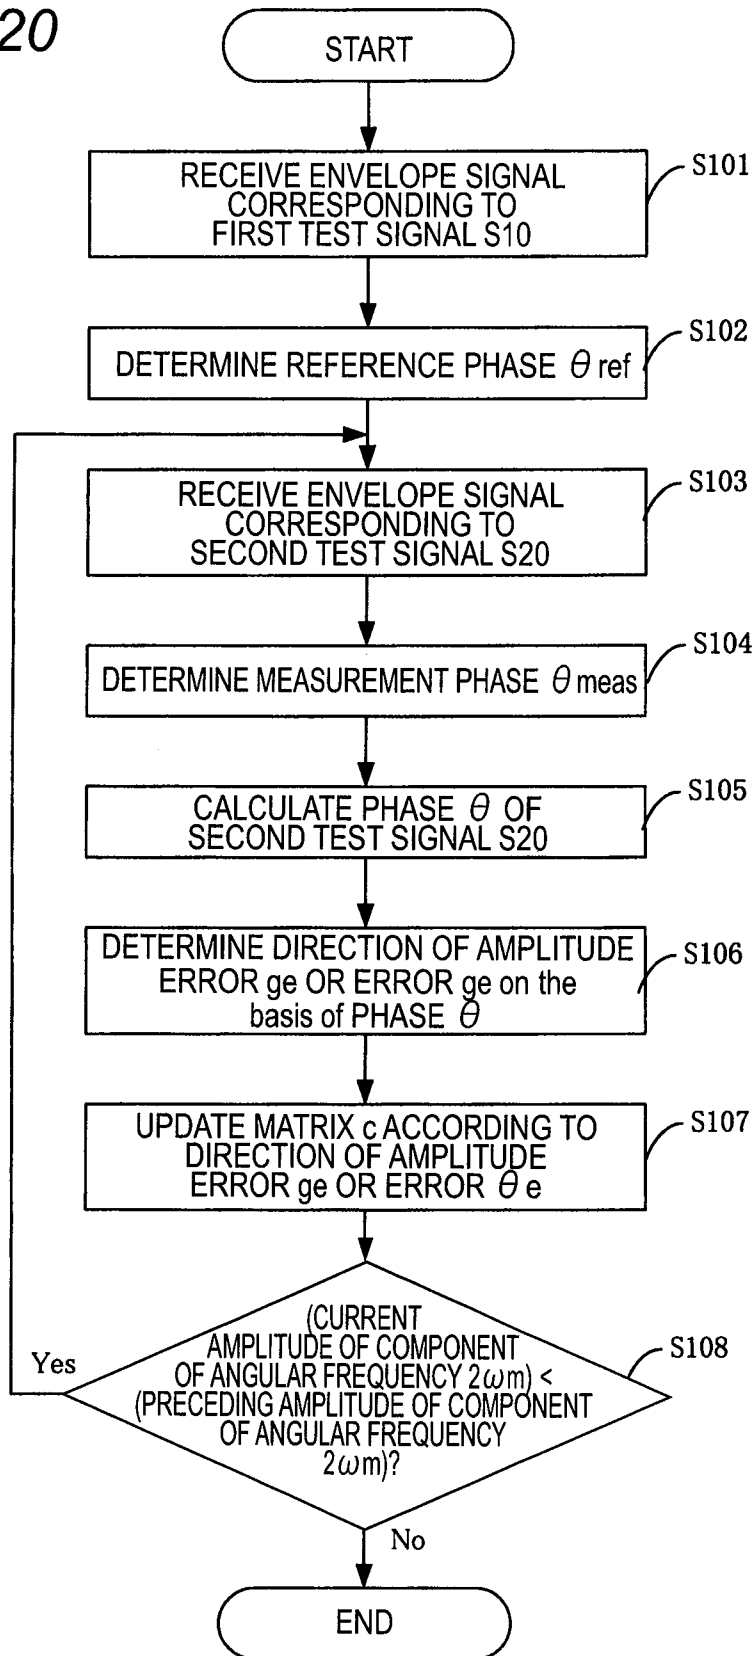 20
START
S101
RECEIVE ENVELOPE SIGNAL
CORRESPONDING TO
FIRST TEST SIGNAL S10
S102
DETERMINE REFERENCE PHASE θ ref
S103
RECEIVE ENVELOPE SIGNAL
CORRESPONDING TO
SECOND TEST SIGNAL S20
S104
DETERMINE MEASUREMENT PHASE θ meas
S105
CALCULATE PHASE θ OF
SECOND TEST SIGNAL S20
S106
DETERMINE DIRECTION OF AMPLITUDE
ERROR ge OR ERROR ge on the
basis of PHASE θ
S107
UPDATE MATRIX c ACCORDING TO
DIRECTION OF AMPLITUDE
ERROR ge OR ERROR θ e
S108
(CURRENT
AMPLITUDE OF COMPONENT
OF ANGULAR FREQUENCY 2ωm) <
(PRECEDING AMPLITUDE OF COMPONENT
OF ANGULAR FREQUENCY
2ωm)?
Yes
No
END